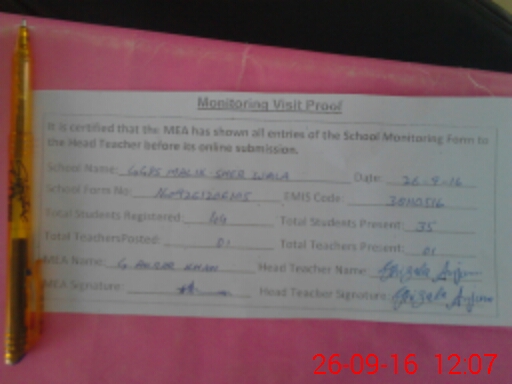 Monitoring Visit Proof
It is certified that the MEA has shown all entries of the School Monitoring Form to
the Head Teacher before its online submission.
School Name: GGPS MALIK SHER WALA Date: 26-9-16
School Form No: EMIS Code:
Total Students Registered: Total Students Present: 35
Total TeachersPosted: 01 Total Teachers Present: 01
MEA Name: Head Teacher Name: Anjum
MEA Signature: Head Teacher Signature: Anjum
26-09-16 12:07